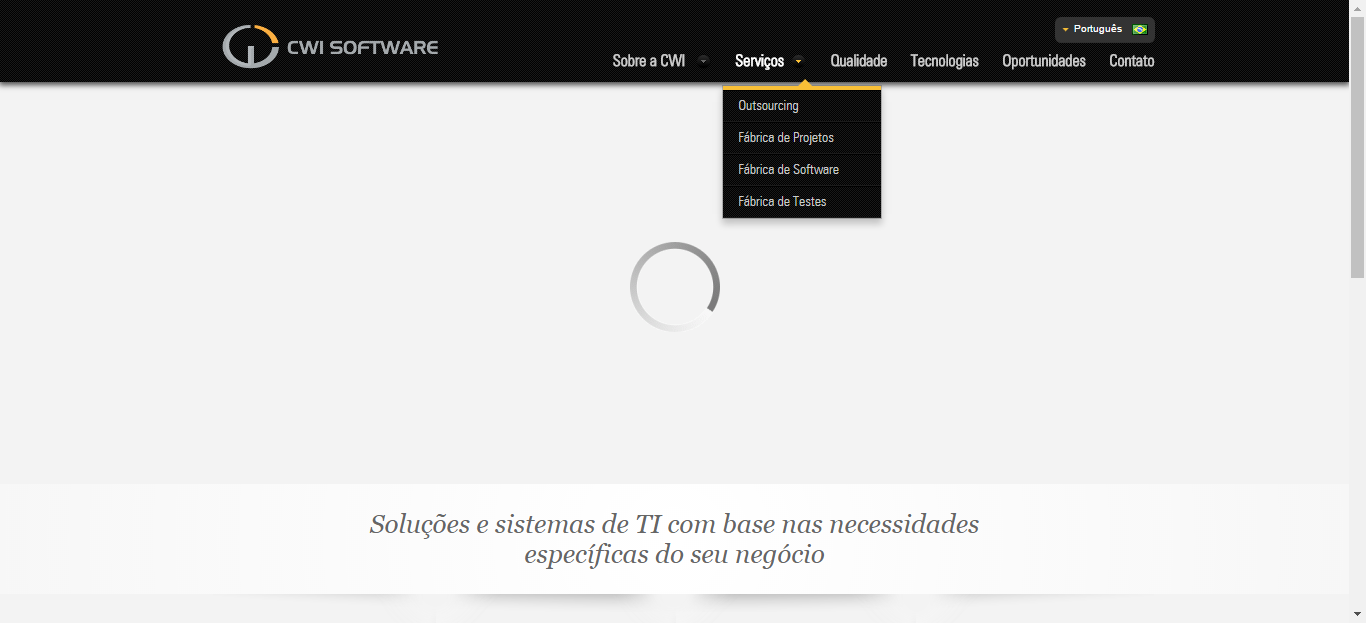 CWI SOFTWARE
Português
Sobre a CWI
Serviços
Qualidade
Tecnologias
Oportunidades
Contato
Outsourcing
Fábrica de Projetos
Fábrica de Software
Fábrica de Testes
Soluções e sistemas de TI com base nas necessidades
específicas do seu negócio